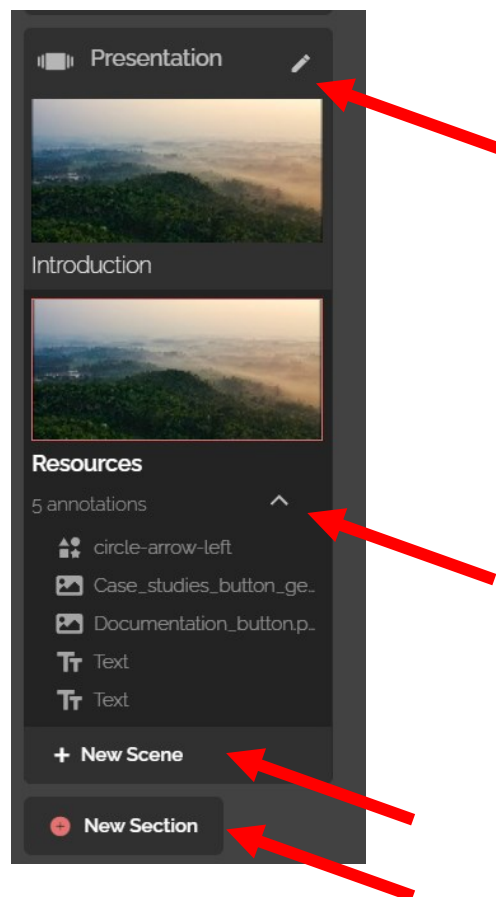 Presentation
Introduction
Resources
5 annotations
circle-arrow-left
Case_studies_button_ge...
Documentation_button.p...
Text
Text
+ New Scene
New Section